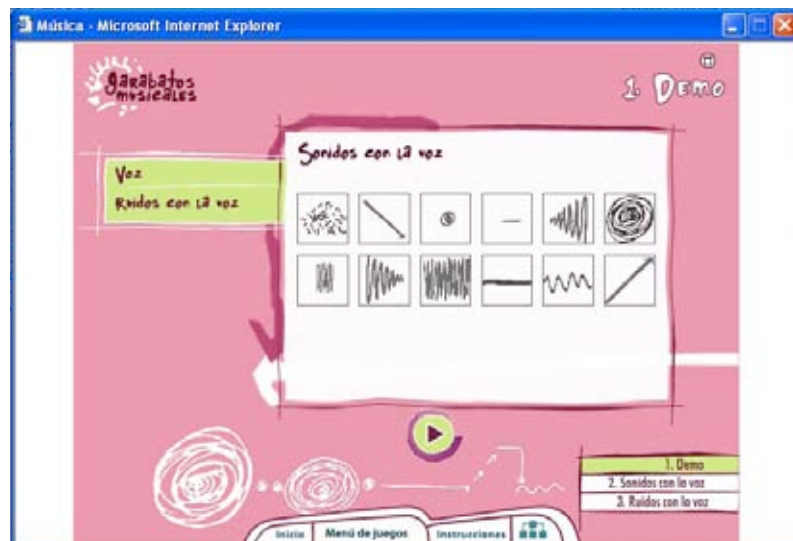 Música - Microsoft Internet Explorer
garabatos
musicales
1. Demo
Sonidos con la voz
Voz
Ruidos con la voz
1. Demo
2. Sonidos con la voz
3. Ruidos con la voz
Inicio
Menú de juegos
Instrucciones